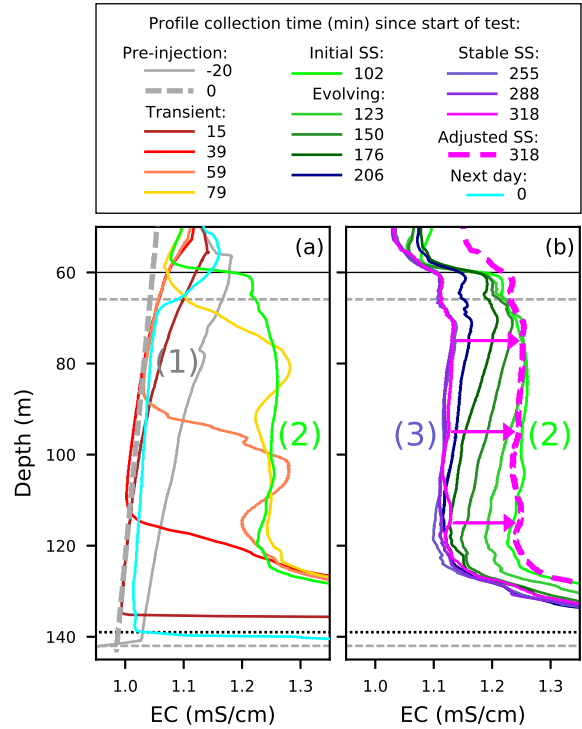 Profile collection time (min) since start of test:
Pre-injection:
-20
0
Transient:
15
39
59
79
Initial SS:
102
Evolving:
123
150
176
206
Stable SS:
255
288
318
Adjusted SS:
318
Next day:
0
(a)
(b)
60
80
100
120
140
Depth (m)
(1)
(2)
(3)
(2)
1.0
1.1
1.2
1.3
1.0
1.1
1.2
1.3
EC (mS/cm)
EC (mS/cm)